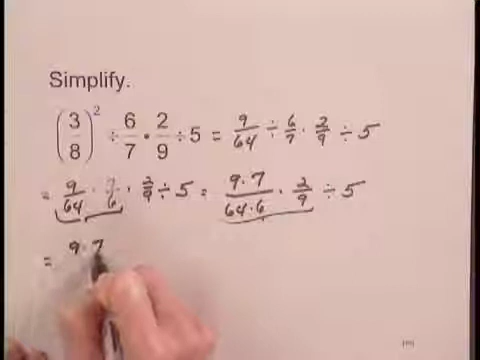 Simplify.
(3/8)² ÷ 6/7 • 2/9 ÷ 5 = 9/64 ÷ 6/7 · 2/9 ÷ 5
= 9/64 · 7/6 · 2/9 ÷ 5 = 9·7/64·6 · 2/9 ÷ 5
= 9·7